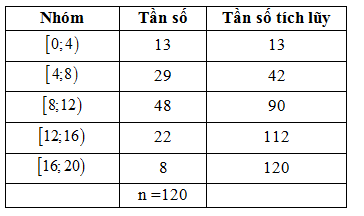 Nhóm Tần số Tần số tích lũy
[0;4) 13 13
[4;8) 29 42
[8;12) 48 90
[12;16) 22 112
[16;20) 8 120
n =120